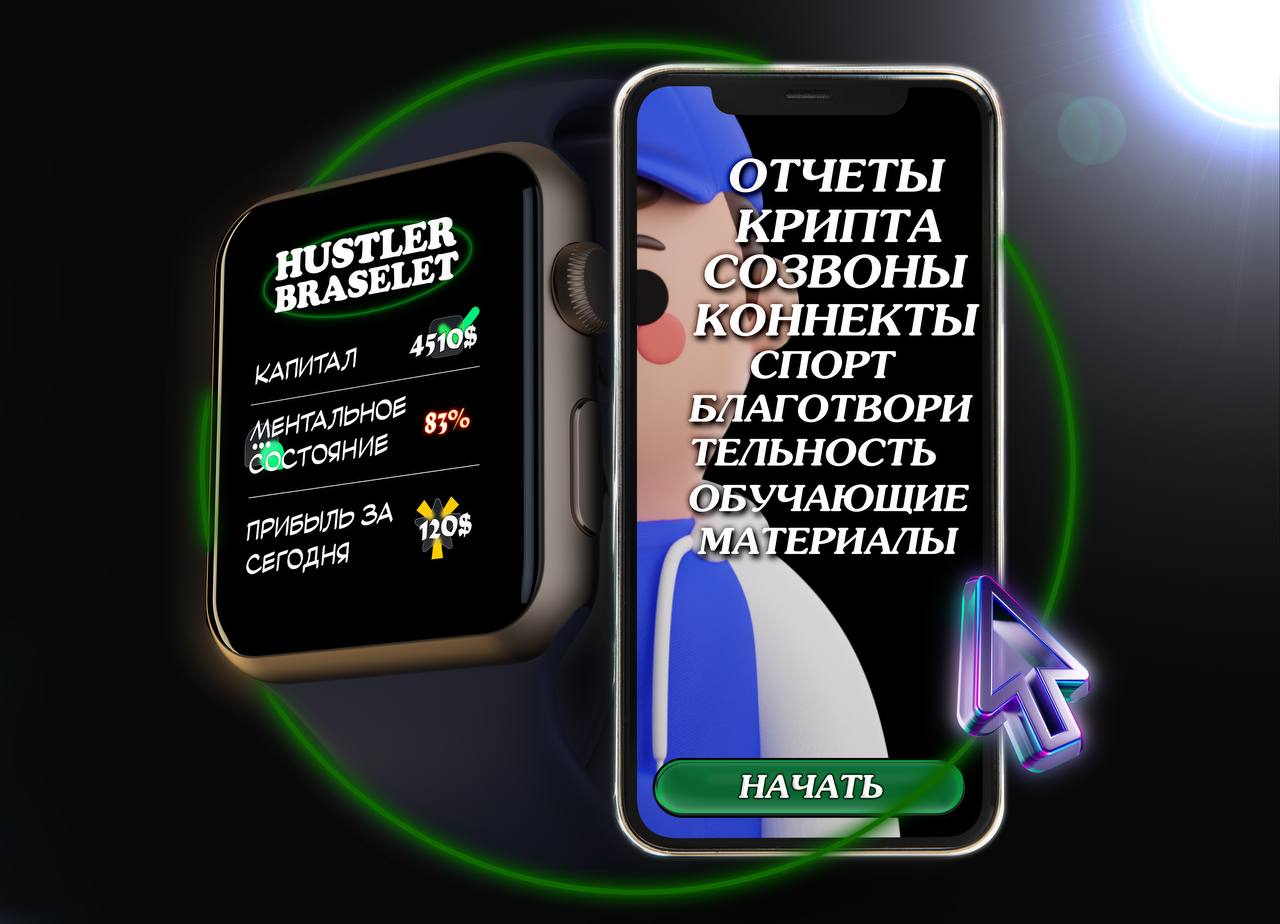 HUSTLER
BRASELET
КАПИТАЛ 4510$
МЕНТАЛЬНОЕ
СОСТОЯНИЕ 83%
ПРИБЫЛЬ ЗА
СЕГОДНЯ 120$
ОТЧЕТЫ
КРИПТА
СОЗВОНЫ
КОННЕКТЫ
СПОРТ
БЛАГОТВОРИ
ТЕЛЬНОСТЬ
ОБУЧАЮЩИЕ
МАТЕРИАЛЫ
НАЧАТЬ